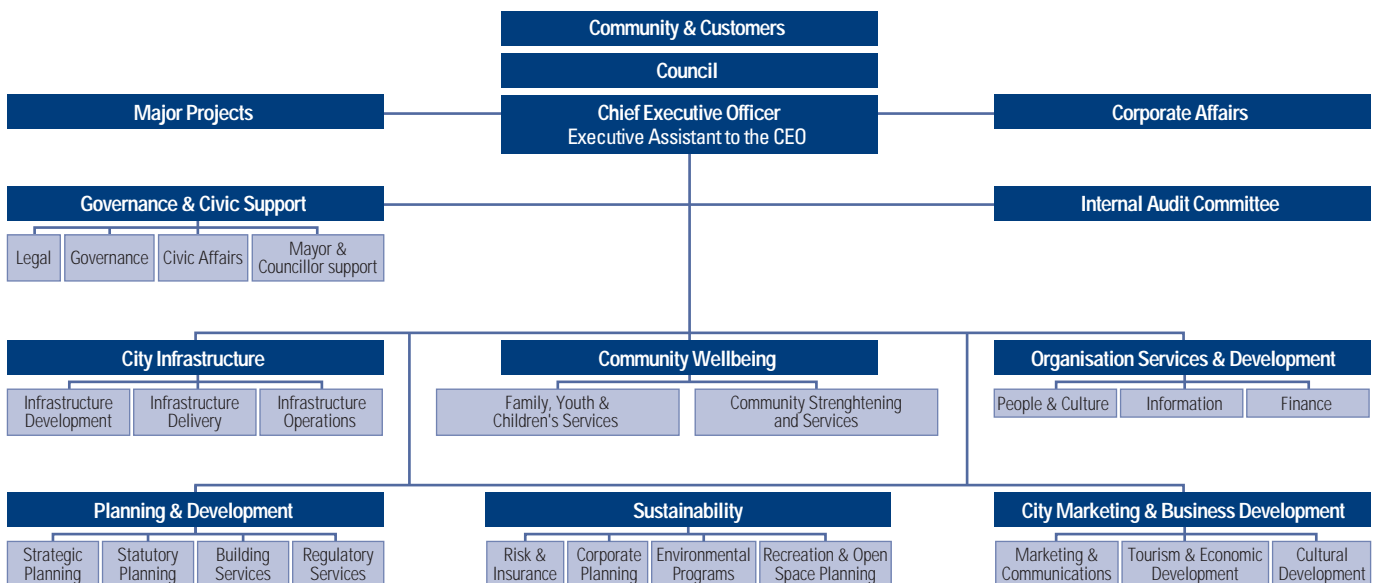 Community & Customers
Council
Major Projects
Chief Executive Officer
Executive Assistant to the CEO
Corporate Affairs
Governance & Civic Support
Internal Audit Committee
Legal
Governance
Civic Affairs
Mayor &
Councillor support
City Infrastructure
Community Wellbeing
Organisation Services & Development
Infrastructure
Development
Infrastructure
Delivery
Infrastructure
Operations
Family, Youth &
Children's Services
Community Strenghtening
and Services
People & Culture
Information
Finance
Planning & Development
Sustainability
City Marketing & Business Development
Strategic
Planning
Statutory
Planning
Building
Services
Regulatory
Services
Risk &
Insurance
Corporate
Planning
Environmental
Programs
Recreation & Open
Space Planning
Marketing &
Communications
Tourism & Economic
Development
Cultural
Development